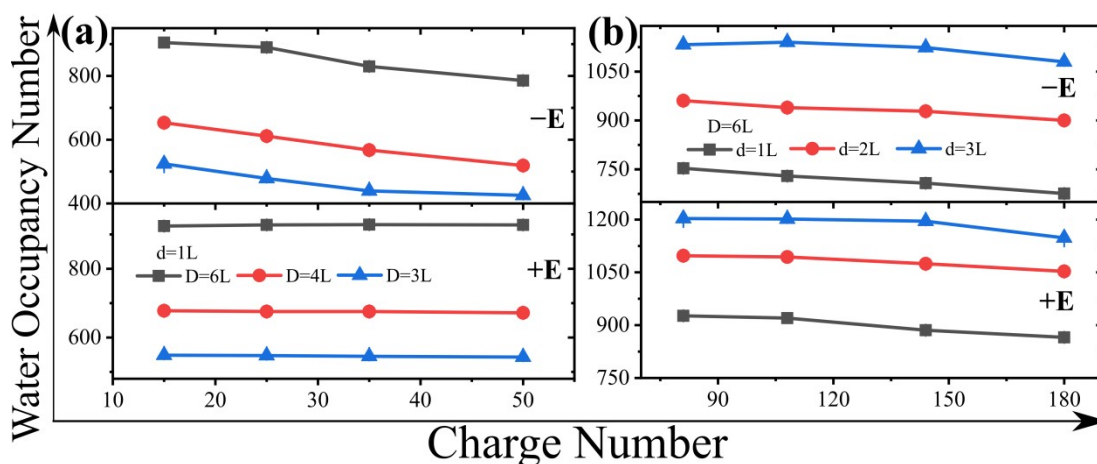 Water Occupancy Number
(a)
800
600
400
−E
800
600
d=1L
D=6L D=4L D=3L
+E
10 20 30 40 50
(b)
1050
900
750
−E
D=6L
d=1L d=2L d=3L
1200
1050
900
750
+E
90 120 150 180
Charge Number